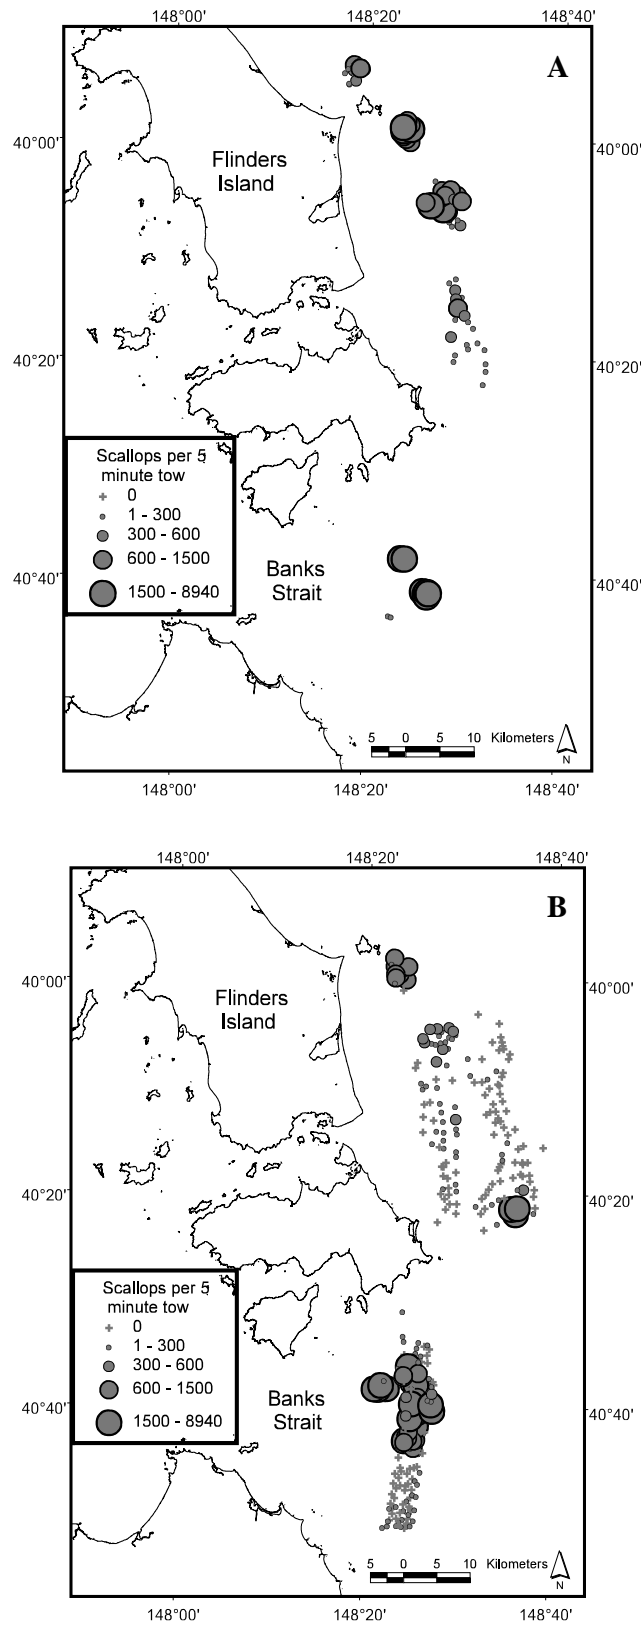 148°00' 148°20' 148°40'
A
40°00' 40°00'
Flinders
Island
40°20' 40°20'
Scallops per 5
minute tow
0
1 - 300
300 - 600
600 - 1500
1500 - 8940
Banks
Strait
40°40' 40°40'
5 0 5 10 Kilometers
N
148°00' 148°20' 148°40'
148°00' 148°20' 148°40'
B
40°00' 40°00'
Flinders
Island
40°20' 40°20'
Scallops per 5
minute tow
0
1 - 300
300 - 600
600 - 1500
1500 - 8940
Banks
Strait
40°40' 40°40'
5 0 5 10 Kilometers
N
148°00' 148°20' 148°40'